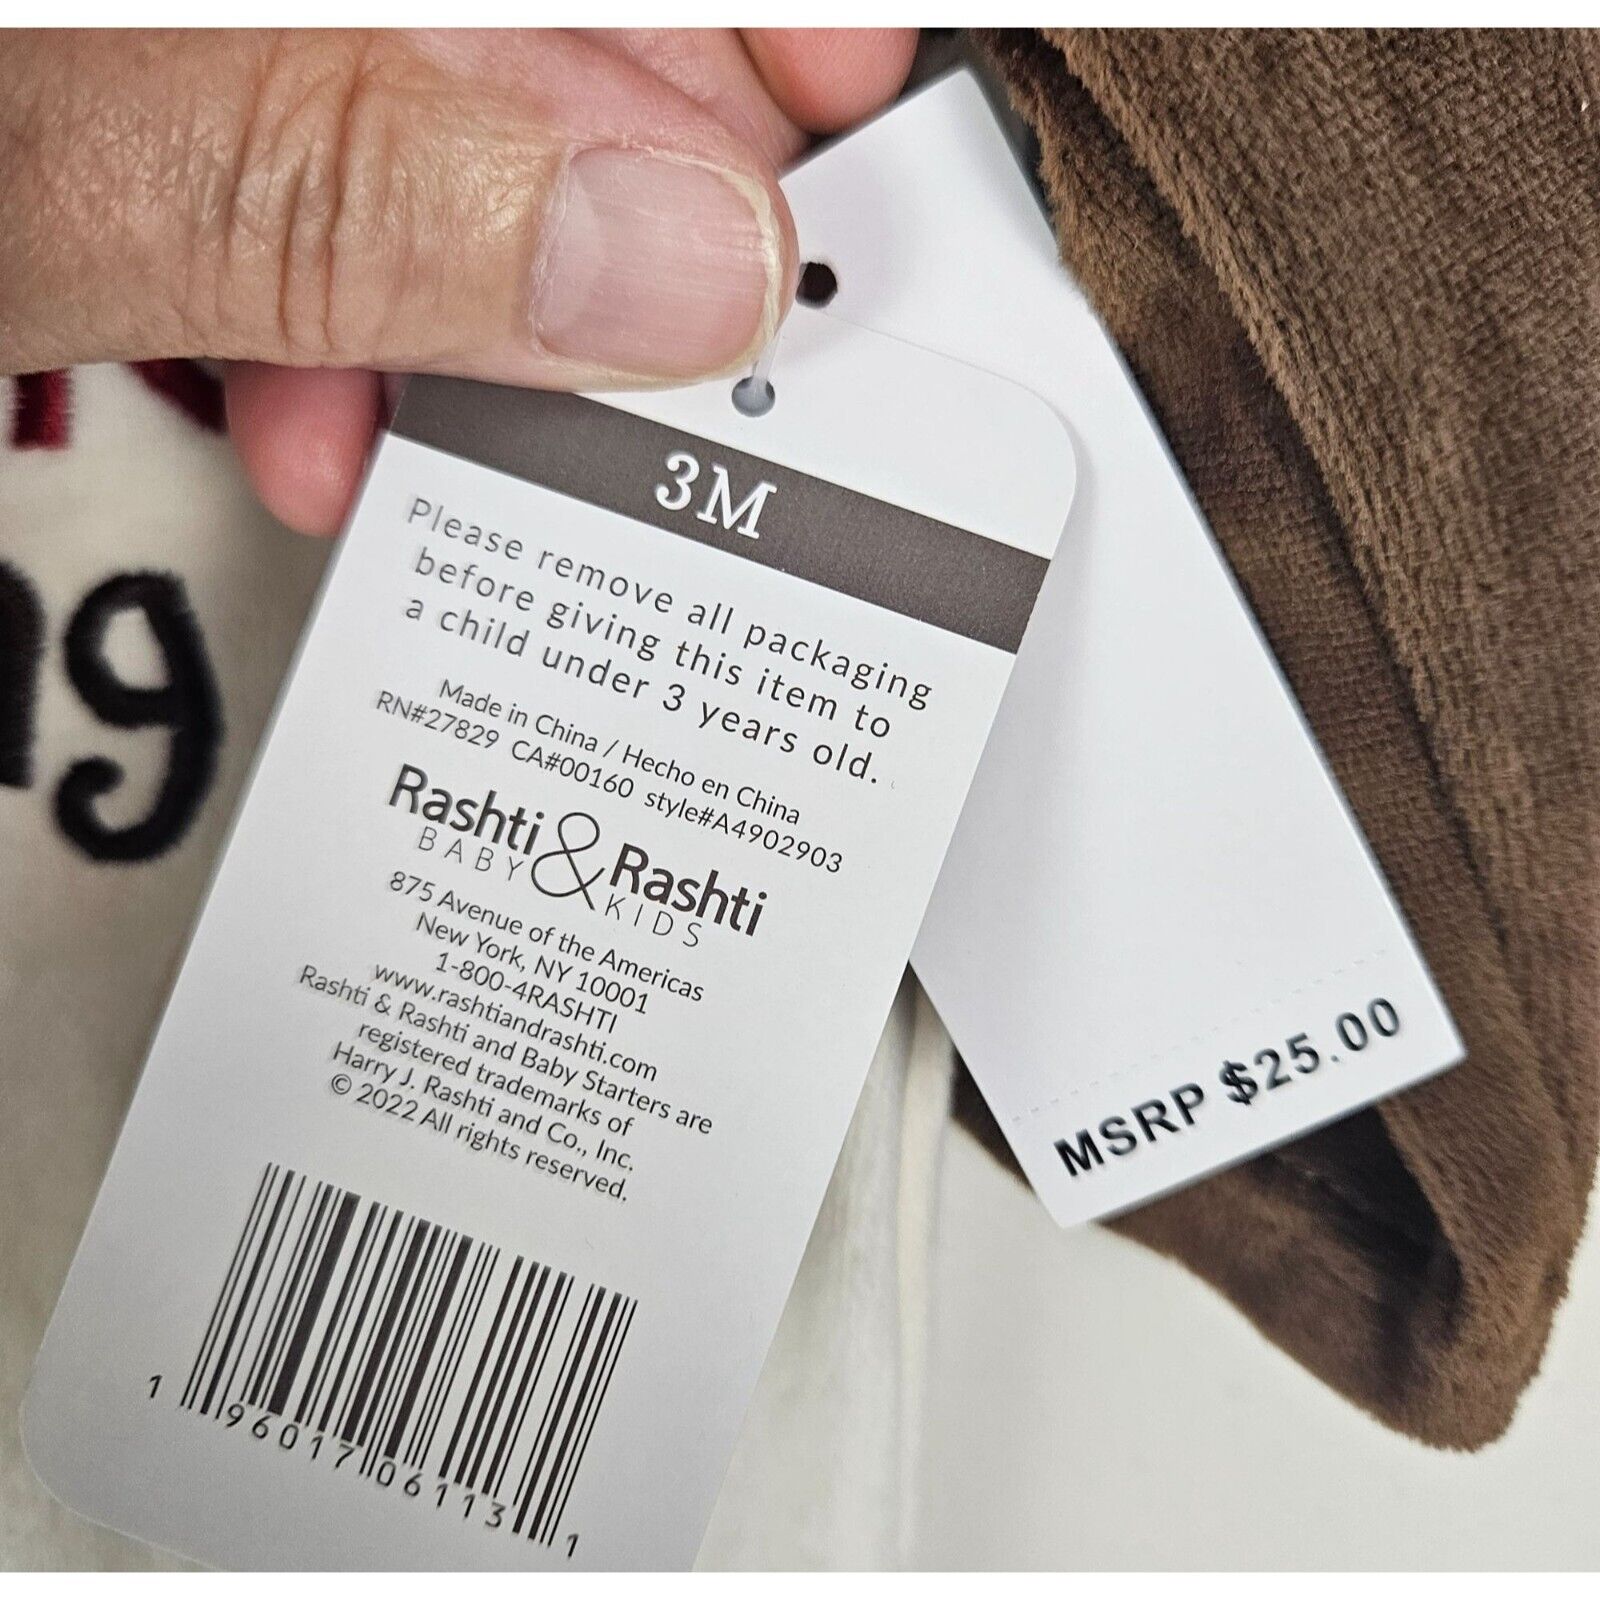 3M
Please remove all packaging
before giving this item to
a child under 3 years old.
Made in China / Hecho en China
RN#27829 CA#00160 style#A4902903
Rashti & Rashti
BABY KIDS
875 Avenue of the Americas
New York, NY 10001
1-800-4RASHTI
www.rashtiandrashti.com
Rashti & Rashti and Baby Starters are
registered trademarks of
Harry J. Rashti and Co., Inc.
© 2022 All rights reserved.
1 96017 06113 1
MSRP $25.00